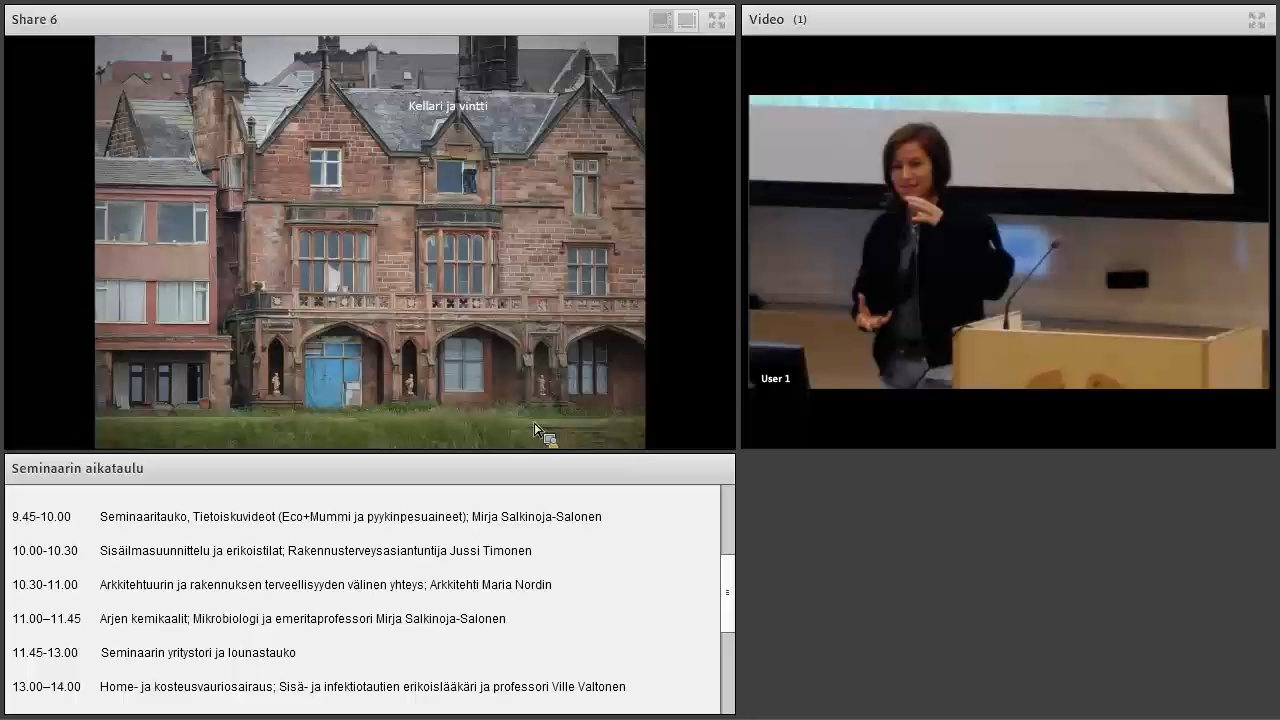 Share 6
Kellari ja vintti
Video (1)
User 1
Seminaarin aikataulu
9.45-10.00 Seminaaritauko, Tietoiskuvideot (Eco+Mummi ja pyykinpesuaineet); Mirja Salkinoja-Salonen
10.00-10.30 Sisäilmasuunnittelu ja erikoistilat; Rakennusterveysasiantuntija Jussi Timonen
10.30-11.00 Arkkitehtuurin ja rakennuksen terveellisyyden välinen yhteys; Arkkitehti Maria Nordin
11.00–11.45 Arjen kemikaalit; Mikrobiologi ja emeritaprofessori Mirja Salkinoja-Salonen
11.45-13.00 Seminaarin yritystori ja lounastauko
13.00–14.00 Home- ja kosteusvauriosairaus; Sisä- ja infektiotautien erikoislääkäri ja professori Ville Valtonen